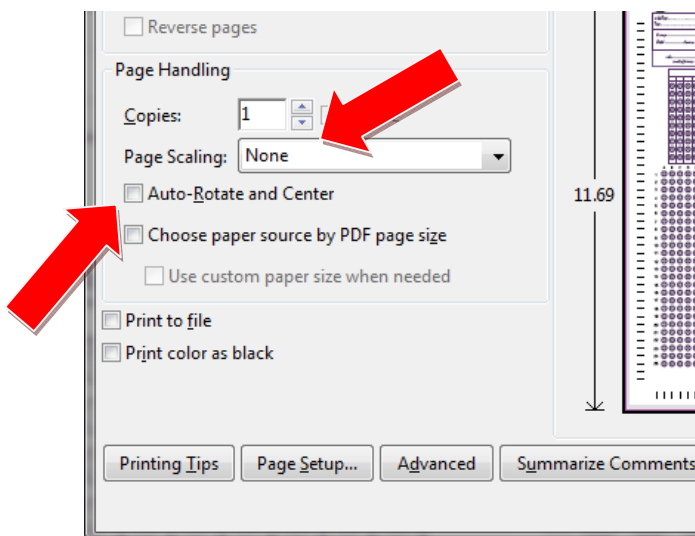 Reverse pages
Page Handling
Copies: 1
Page Scaling: None
Auto-Rotate and Center
11.69
Choose paper source by PDF page size
Use custom paper size when needed
Print to file
Print color as black
Printing Tips Page Setup... Advanced Summarize Comments